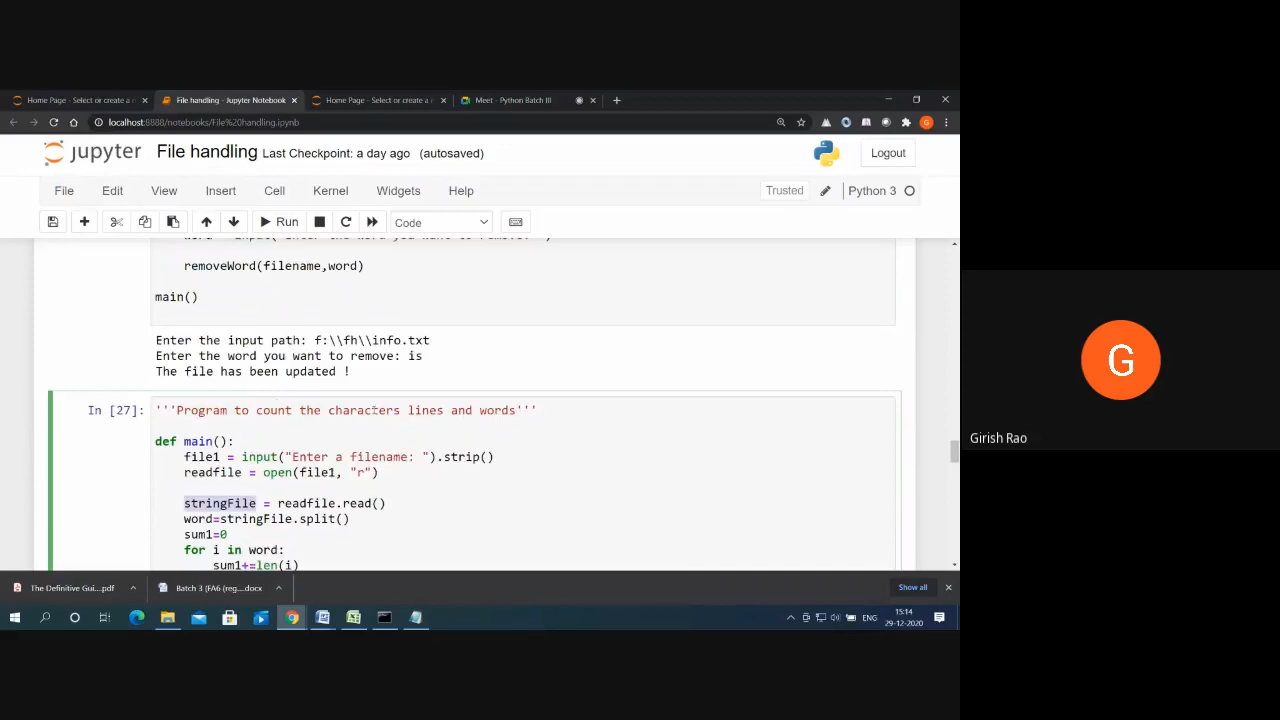 Home Page - Select or create a n
File handling - Jupyter Notebook
Home Page - Select or create a n
Meet - Python Batch III
localhost:8888/notebooks/File%20handling.ipynb
jupyter File handling Last Checkpoint: a day ago (autosaved)
Logout
File Edit View Insert Cell Kernel Widgets Help
Trusted
Python 3
Run
Code
removeWord(filename,word)
main()
Enter the input path: f:\\fh\\info.txt
Enter the word you want to remove: is
The file has been updated !
In [27]: '''Program to count the characters lines and words'''
def main():
file1 = input("Enter a filename: ").strip()
readfile = open(file1, "r")
stringFile = readfile.read()
word=stringFile.split()
sum1=0
for i in word:
sum1+=len(i)
The Definitive Gui....pdf
Batch 3 (FA6 (reg....docx
Show all
ENG
15:14
29-12-2020
G
Girish Rao